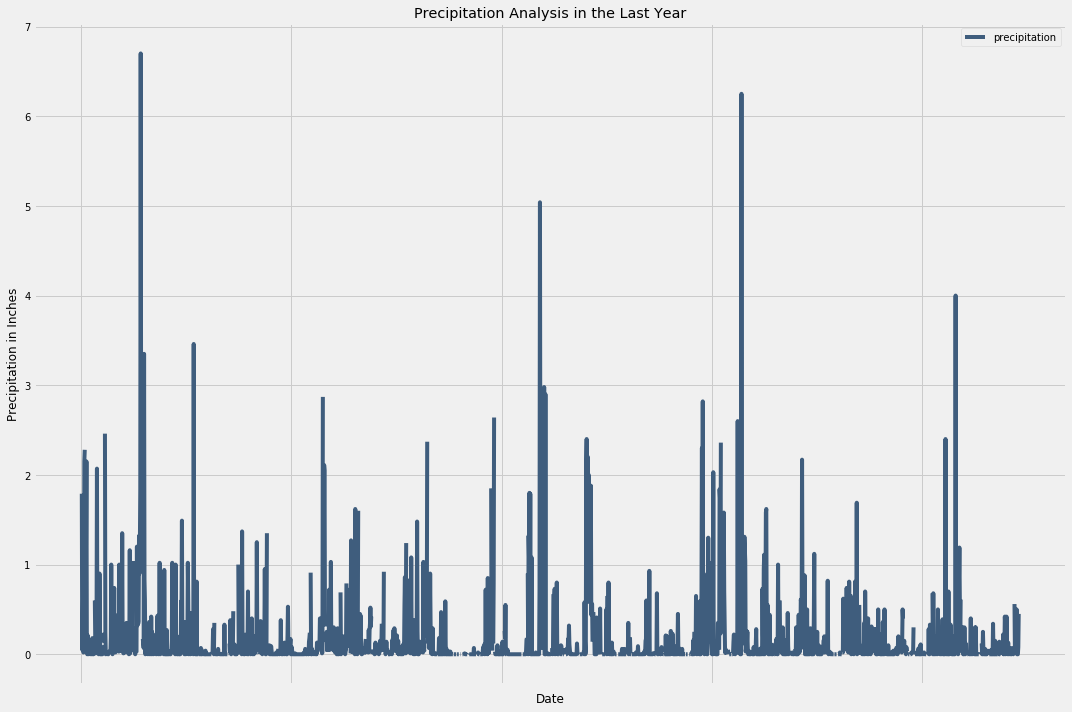 Precipitation Analysis in the Last Year
precipitation
Precipitation in Inches
7
6
5
4
3
2
1
0
Date